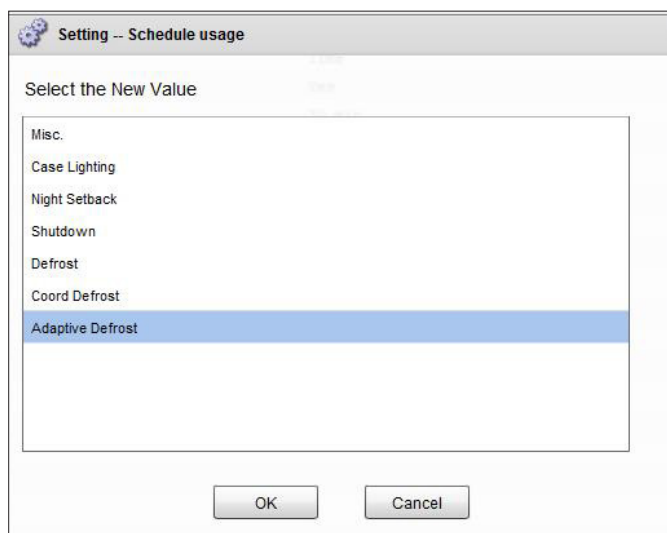 Setting -- Schedule usage
Select the New Value
Misc.
Case Lighting
Night Setback
Shutdown
Defrost
Coord Defrost
Adaptive Defrost
OK
Cancel